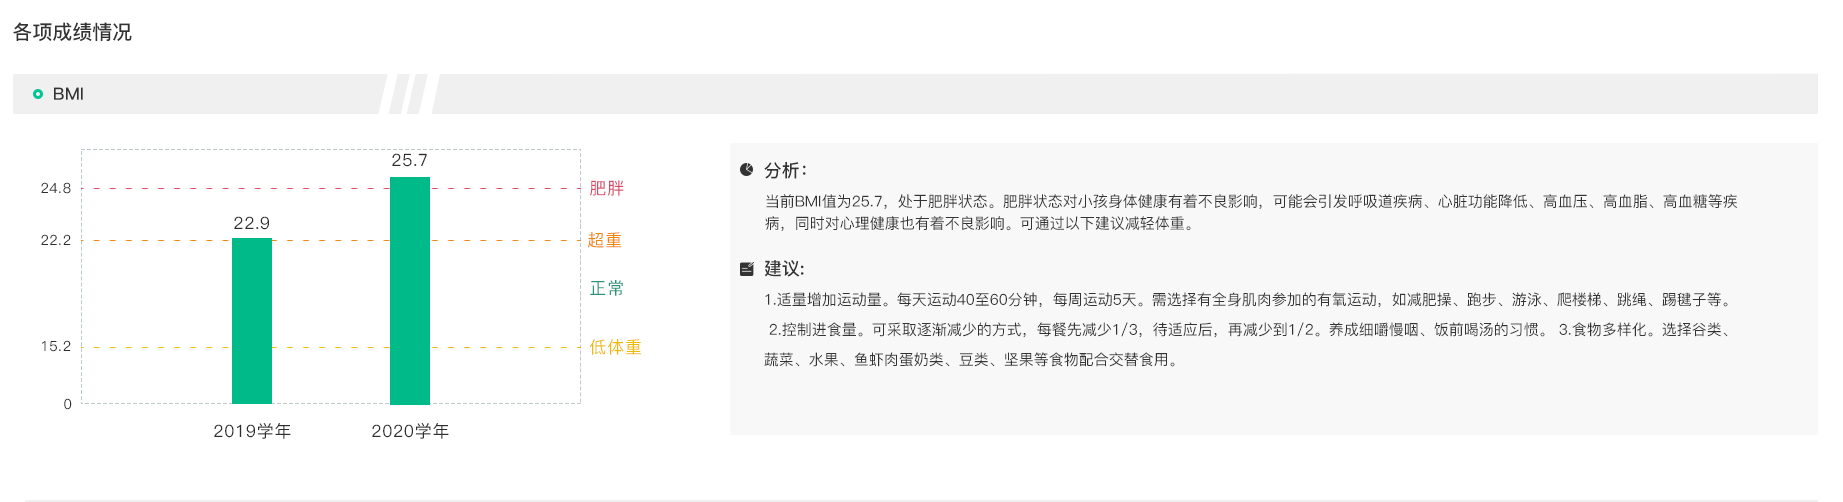 各项成绩情况
BMI
25.7
24.8
肥胖
22.9
22.2
超重
正常
15.2
低体重
0
2019学年
2020学年
分析：
当前BMI值为25.7，处于肥胖状态。肥胖状态对小孩身体健康有着不良影响，可能会引发呼吸道疾病、心脏功能降低、高血压、高血脂、高血糖等疾
病，同时对心理健康也有着不良影响。可通过以下建议减轻体重。
建议:
1.适量增加运动量。每天运动40至60分钟，每周运动5天。需选择有全身肌肉参加的有氧运动，如减肥操、跑步、游泳、爬楼梯、跳绳、踢毽子等。
2.控制进食量。可采取逐渐减少的方式，每餐先减少1/3，待适应后，再减少到1/2。养成细嚼慢咽、饭前喝汤的习惯。 3.食物多样化。选择谷类、
蔬菜、水果、鱼虾肉蛋奶类、豆类、坚果等食物配合交替食用。